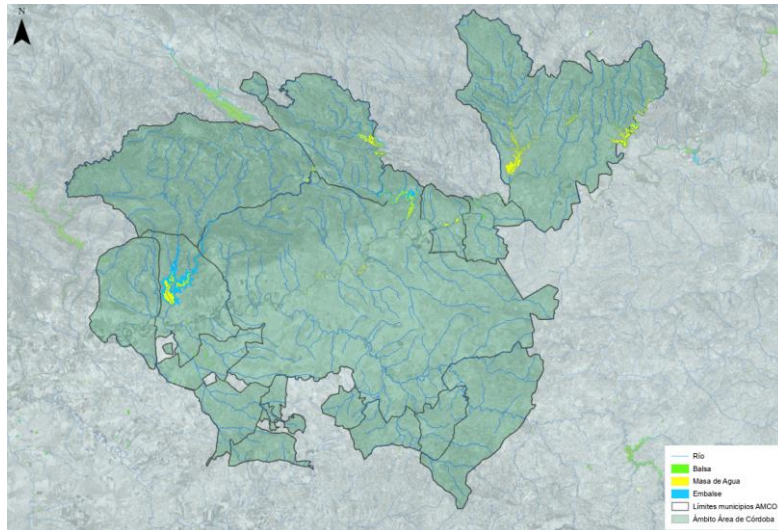 N
Río
Balsa
Masa de Agua
Embalse
Límites municipios AMCO
Ámbito Área de Córdoba